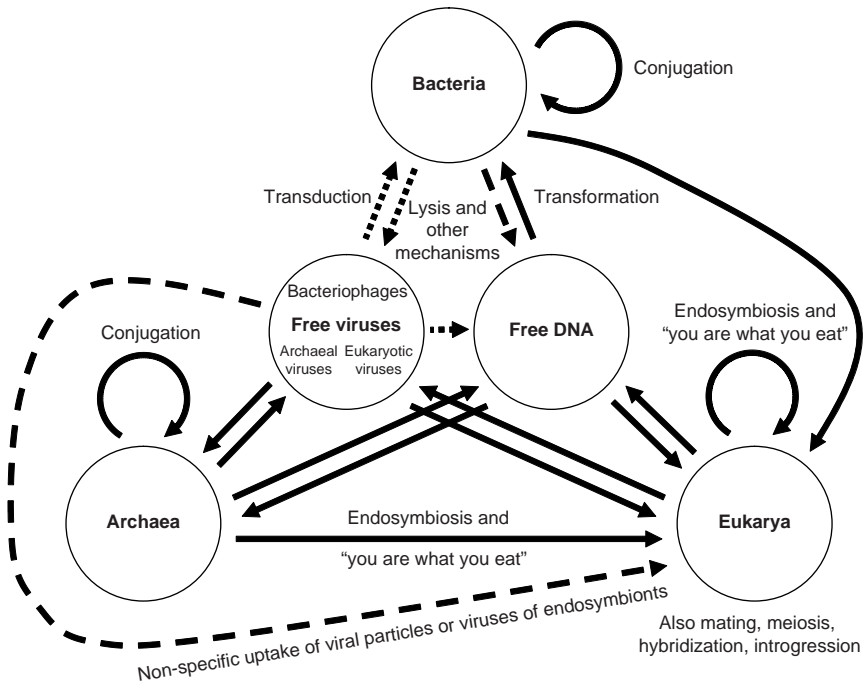 Bacteria
Conjugation
Transduction
Lysis and
other
mechanisms
Transformation
Bacteriophages
Free viruses
Archaeal
viruses
Eukaryotic
viruses
Free DNA
Endosymbiosis and
“you are what you eat”
Conjugation
Archaea
Endosymbiosis and
“you are what you eat”
Eukarya
Non-specific uptake of viral particles or viruses of endosymbionts
Also mating, meiosis,
hybridization, introgression